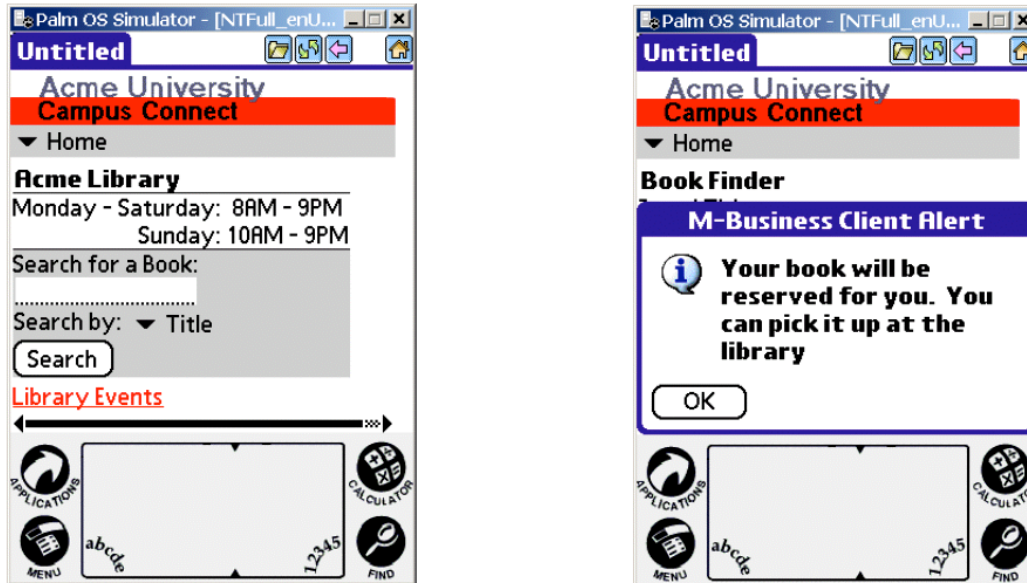 Palm OS Simulator - [NTFull_enU...
Untitled
Acme University
Campus Connect
Home
Acme Library
Monday - Saturday: 8AM - 9PM
Sunday: 10AM - 9PM
Search for a Book:
Search by: Title
Search
Library Events
APPLICATIONS
CALCULATOR
MENU
abcde
12345
FIND
Palm OS Simulator - [NTFull_enU...
Untitled
Acme University
Campus Connect
Home
Book Finder
M-Business Client Alert
Your book will be
reserved for you. You
can pick it up at the
library
OK
APPLICATIONS
CALCULAT
MENU
abcde
12345
FIND